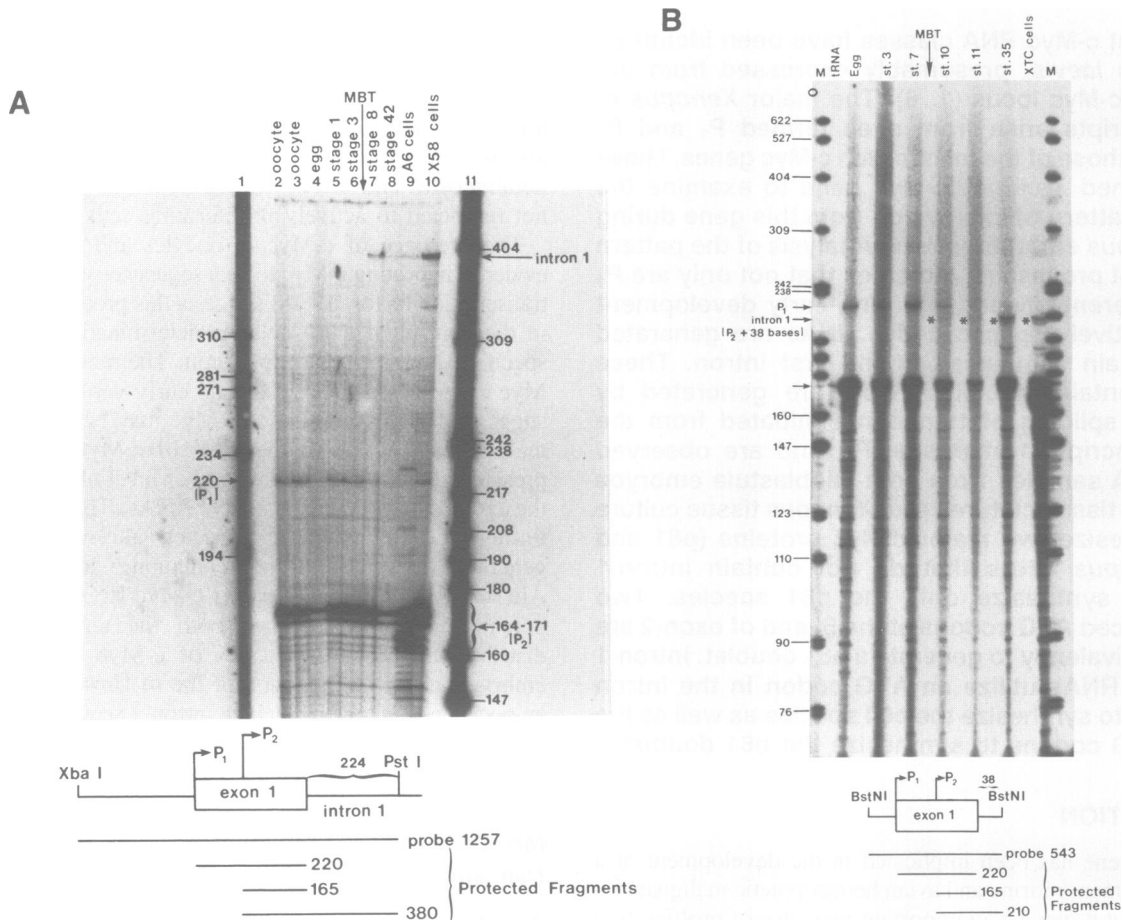 A
MBT
oocyte
oocyte
egg
stage 1
stage 3
stage 8
stage 42
A6 cells
X58 cells
1
2
3
4
5
6
7
8
9
10
11
404
intron 1
310
309
281
271
242
238
234
220
|P1|
217
208
194
190
180
164-171
|P2|
160
147
Xba I
P1
P2
224
Pst I
exon 1
intron 1
probe 1257
220
165
380
Protected Fragments
B
MBT
M
tRNA
Egg
st. 3
st. 7
st. 10
st. 11
st. 35
XTC cells
M
622
527
404
309
242
238
P1
intron 1
|P2 + 38 bases|
* * * *
160
147
123
110
90
76
P1
P2
38
BstNI
BstNI
exon 1
probe 543
220
165
210
Protected
Fragments